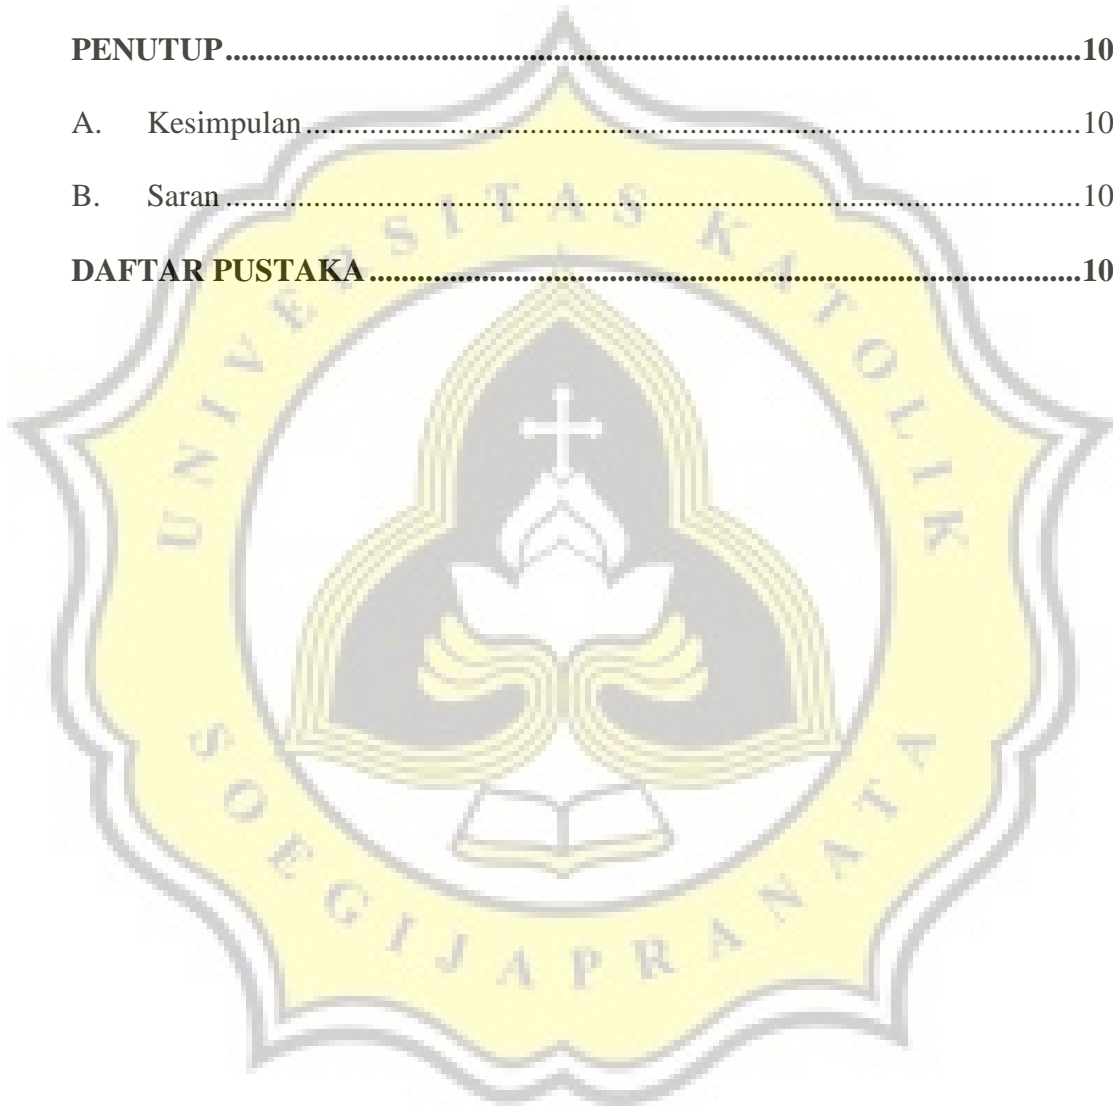 PENUTUP.....10
A. Kesimpulan.....10
B. Saran.....10
DAFTAR PUSTAKA.....10
UNIVERSITAS KATOLIK
SOEGIJAPRANATA